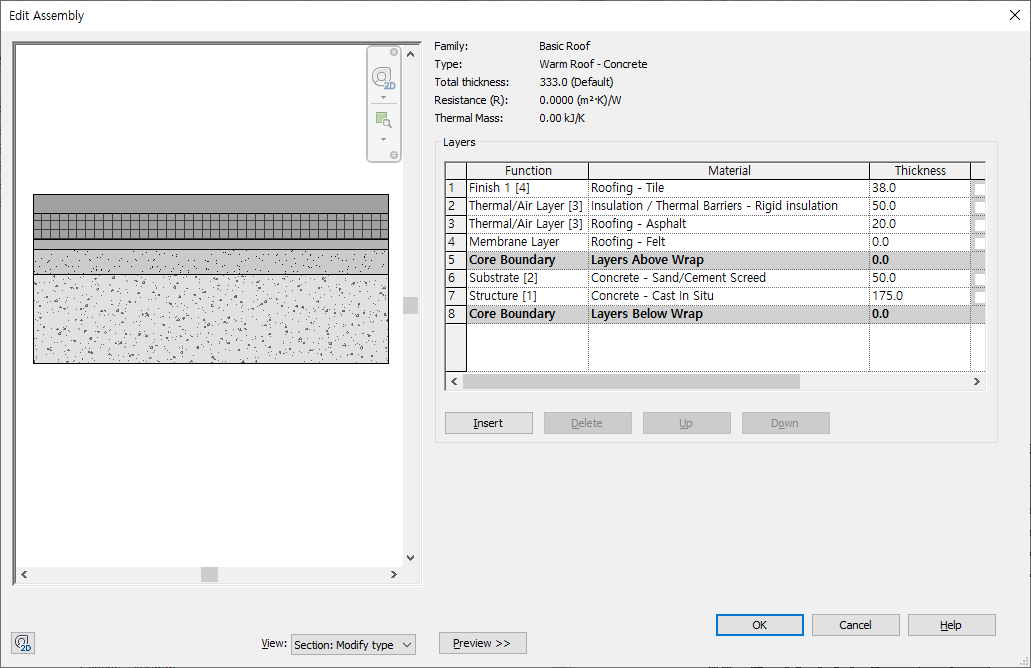 Edit Assembly
2D
Family: Basic Roof
Type: Warm Roof - Concrete
Total thickness: 333.0 (Default)
Resistance (R): 0.0000 (m²·K)/W
Thermal Mass: 0.00 kJ/K
Layers
Function Material Thickness
1 Finish 1 [4] Roofing - Tile 38.0
2 Thermal/Air Layer [3] Insulation / Thermal Barriers - Rigid insulation 50.0
3 Thermal/Air Layer [3] Roofing - Asphalt 20.0
4 Membrane Layer Roofing - Felt 0.0
5 Core Boundary Layers Above Wrap 0.0
6 Substrate [2] Concrete - Sand/Cement Screed 50.0
7 Structure [1] Concrete - Cast In Situ 175.0
8 Core Boundary Layers Below Wrap 0.0
Insert Delete Up Down
OK Cancel Help
2D View: Section: Modify type Preview >>